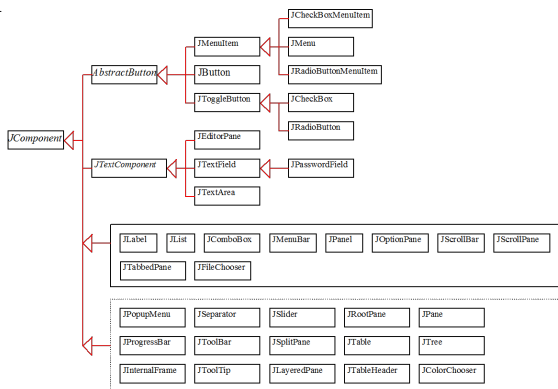 JCheckBoxMenuItem
JMenuItem
JMenu
AbstractButton
JButton
JRadioButtonMenuItem
JToggleButton
JCheckBox
JRadioButton
JComponent
JEditorPane
JTextComponent
JTextField
JPasswordField
JTextArea
JLabel JList JComboBox JMenuBar JPanel JOptionPane JScrollBar JScrollPane
JTabbedPane JFileChooser
JPopupMenu JSeparator JSlider JRootPane JPane
JProgressBar JToolBar JSplitPane JTable JTree
JInternalFrame JToolTip JLayeredPane JTableHeader JColorChooser